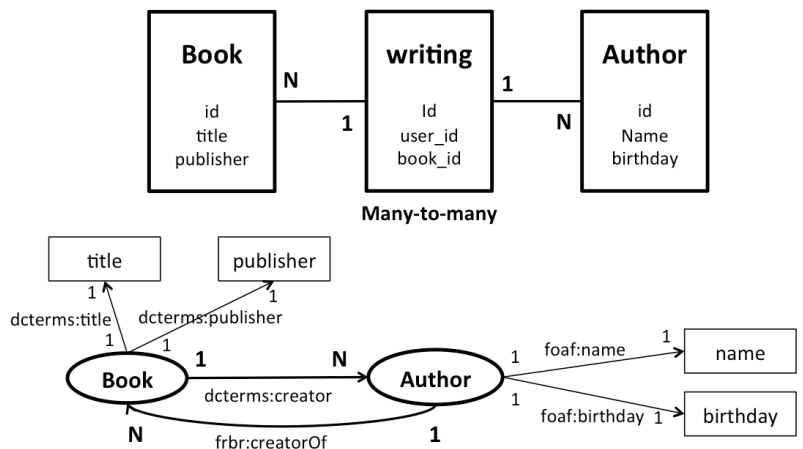 Book
id
title
publisher
N
1
writing
Id
user_id
book_id
1
N
Author
id
Name
birthday
Many-to-many
title
publisher
1
1
dcterms:title
dcterms:publisher
1
1
Book
1
N
dcterms:creator
Author
N
frbr:creatorOf
1
1
foaf:name
1
name
1
foaf:birthday
1
birthday